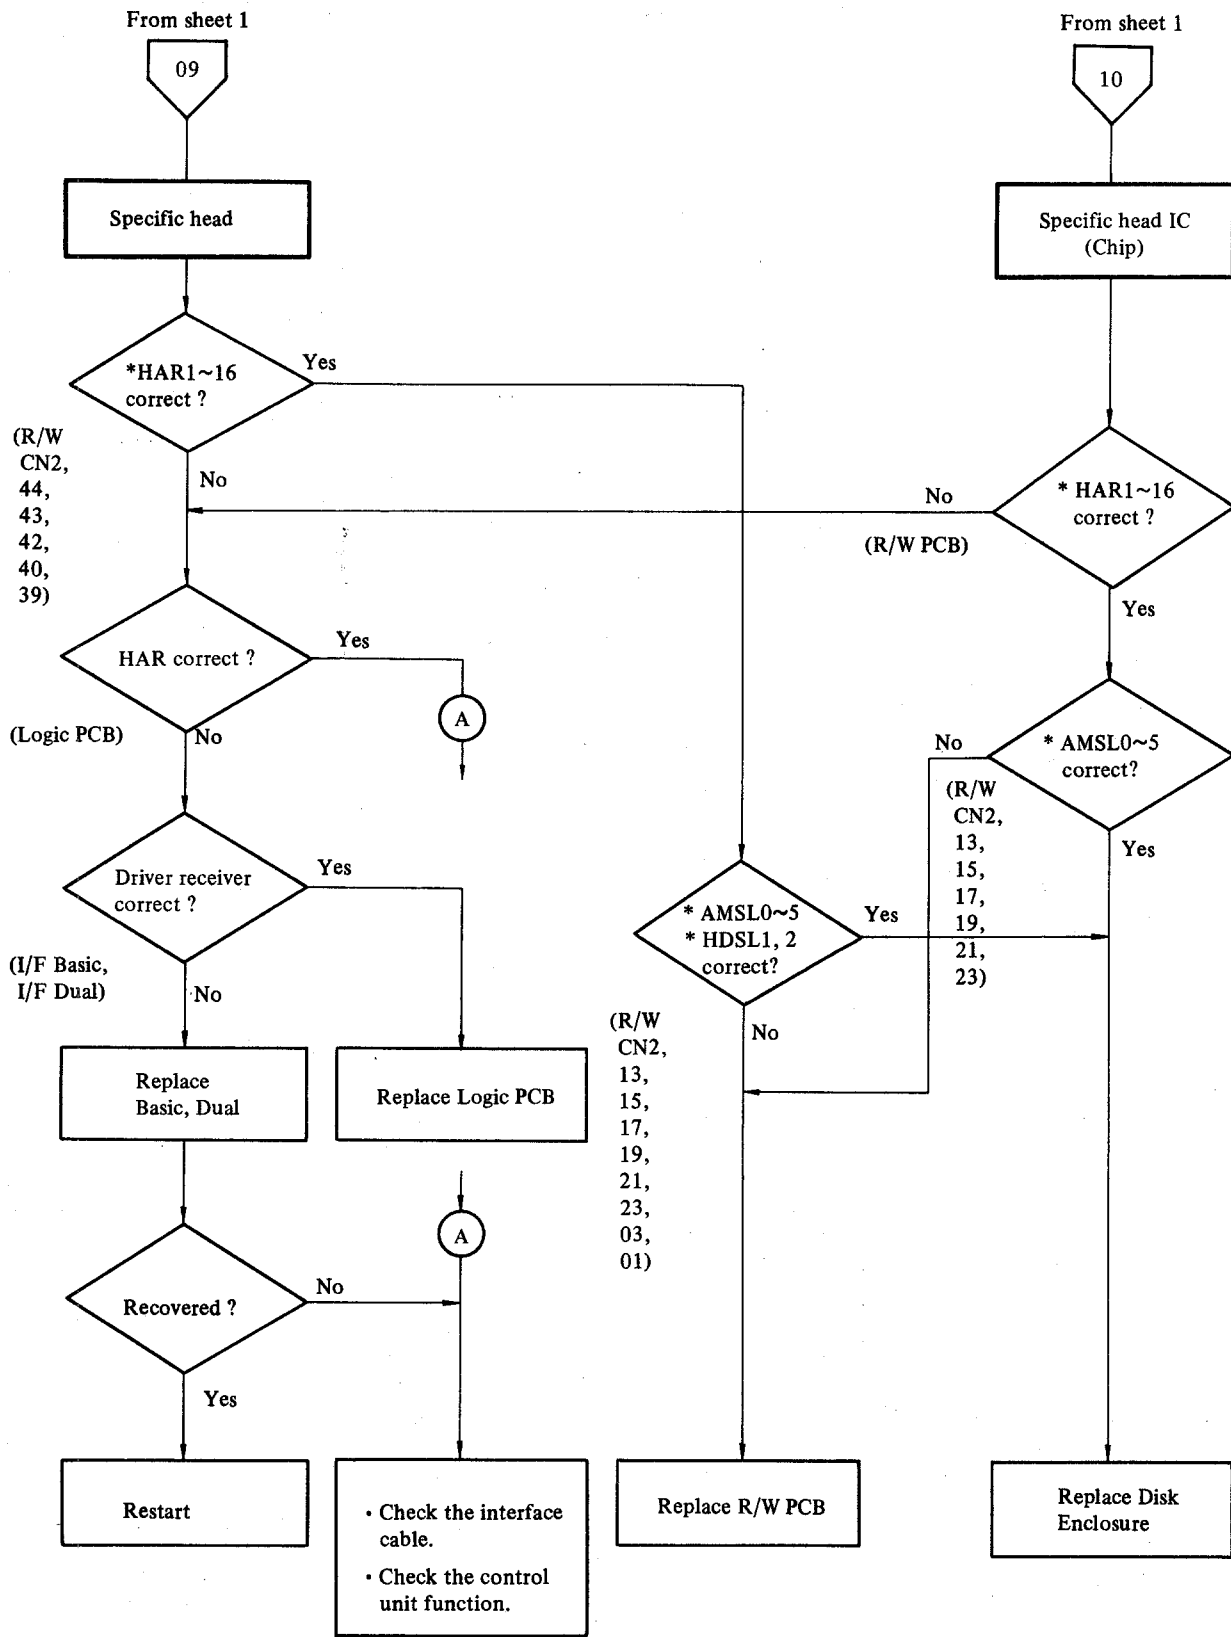 From sheet 1
09
Specific head
*HAR1~16
correct ?
Yes
(R/W
CN2,
44,
43,
42,
40,
39)
No
HAR correct ?
Yes
A
(Logic PCB)
No
Driver receiver
correct ?
Yes
(I/F Basic,
I/F Dual)
No
Replace
Basic, Dual
Replace Logic PCB
A
Recovered ?
No
Yes
Restart
· Check the interface
cable.
· Check the control
unit function.
From sheet 1
10
Specific head IC
(Chip)
* HAR1~16
correct ?
No
(R/W PCB)
Yes
* AMSL0~5
correct?
No
(R/W
CN2,
13,
15,
17,
19,
21,
23)
Yes
* AMSL0~5
* HDSL1, 2
correct?
Yes
No
(R/W
CN2,
13,
15,
17,
19,
21,
23,
03,
01)
Replace R/W PCB
Replace Disk
Enclosure